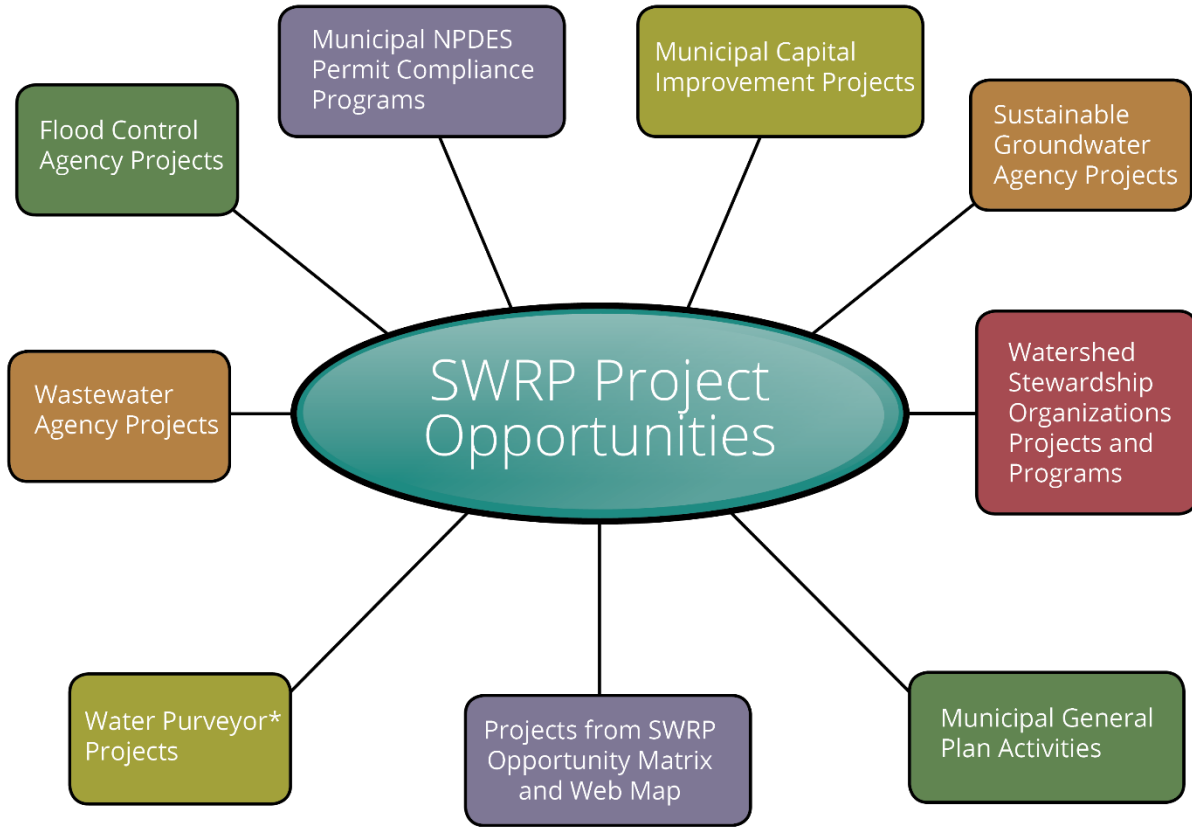 Municipal NPDES
Permit Compliance
Programs
Municipal Capital
Improvement Projects
Flood Control
Agency Projects
Sustainable
Groundwater
Agency Projects
SWRP Project
Opportunities
Wastewater
Agency Projects
Watershed
Stewardship
Organizations
Projects and
Programs
Water Purveyor*
Projects
Projects from SWRP
Opportunity Matrix
and Web Map
Municipal General
Plan Activities